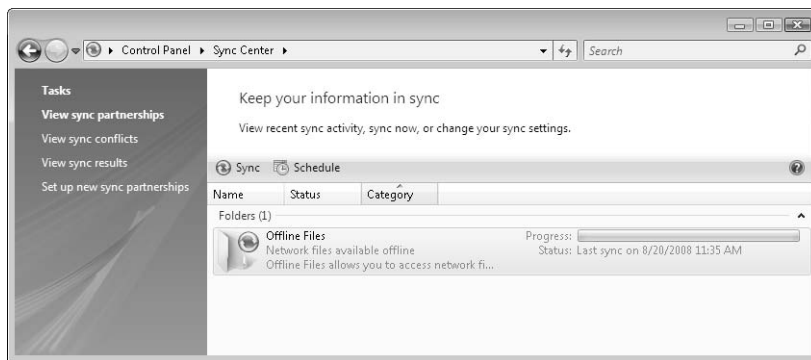 Control Panel Sync Center
Search
Tasks
View sync partnerships
View sync conflicts
View sync results
Set up new sync partnerships
Keep your information in sync
View recent sync activity, sync now, or change your sync settings.
Sync Schedule
Name Status Category
Folders (1)
Offline Files
Network files available offline
Offline Files allows you to access network fi...
Progress:
Status: Last sync on 8/20/2008 11:35 AM